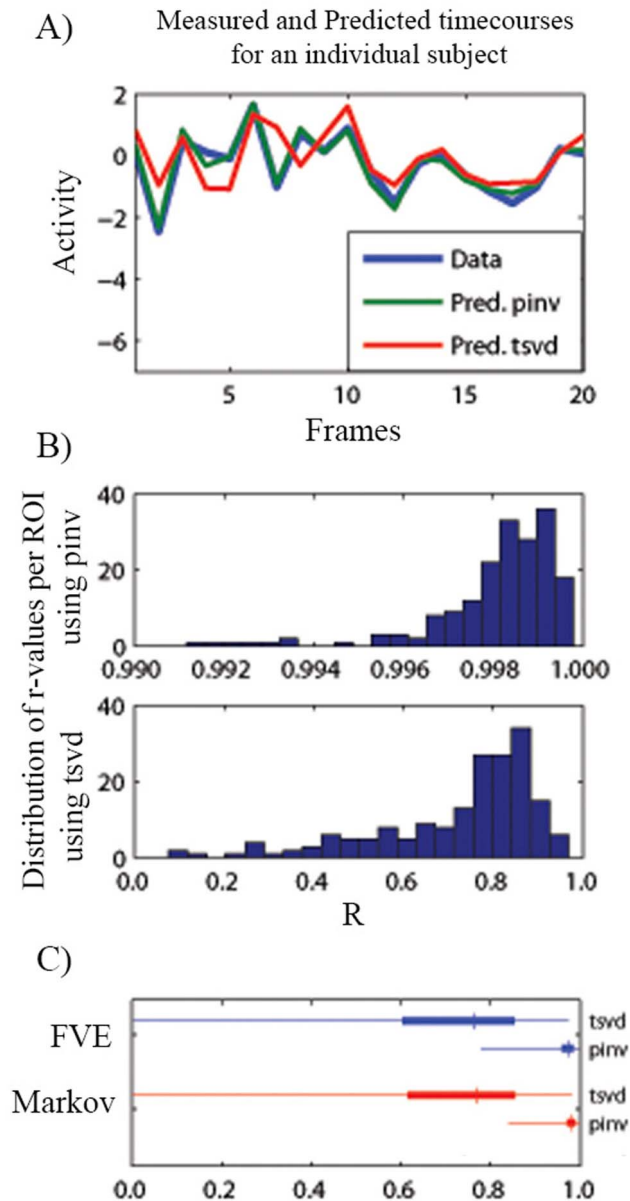 A)
Measured and Predicted timecourses
for an individual subject
2
0
−2
−4
−6
Activity
Data
Pred. pinv
Pred. tsvd
5
10
15
20
Frames
B)
Distribution of r-values per ROI
using pinv
40
20
0
0.990
0.992
0.994
0.996
0.998
1.000
using tsvd
40
20
0
0.0
0.2
0.4
0.6
0.8
1.0
R
C)
FVE
tsvd
pinv
Markov
tsvd
pinv
0.0
0.2
0.4
0.6
0.8
1.0